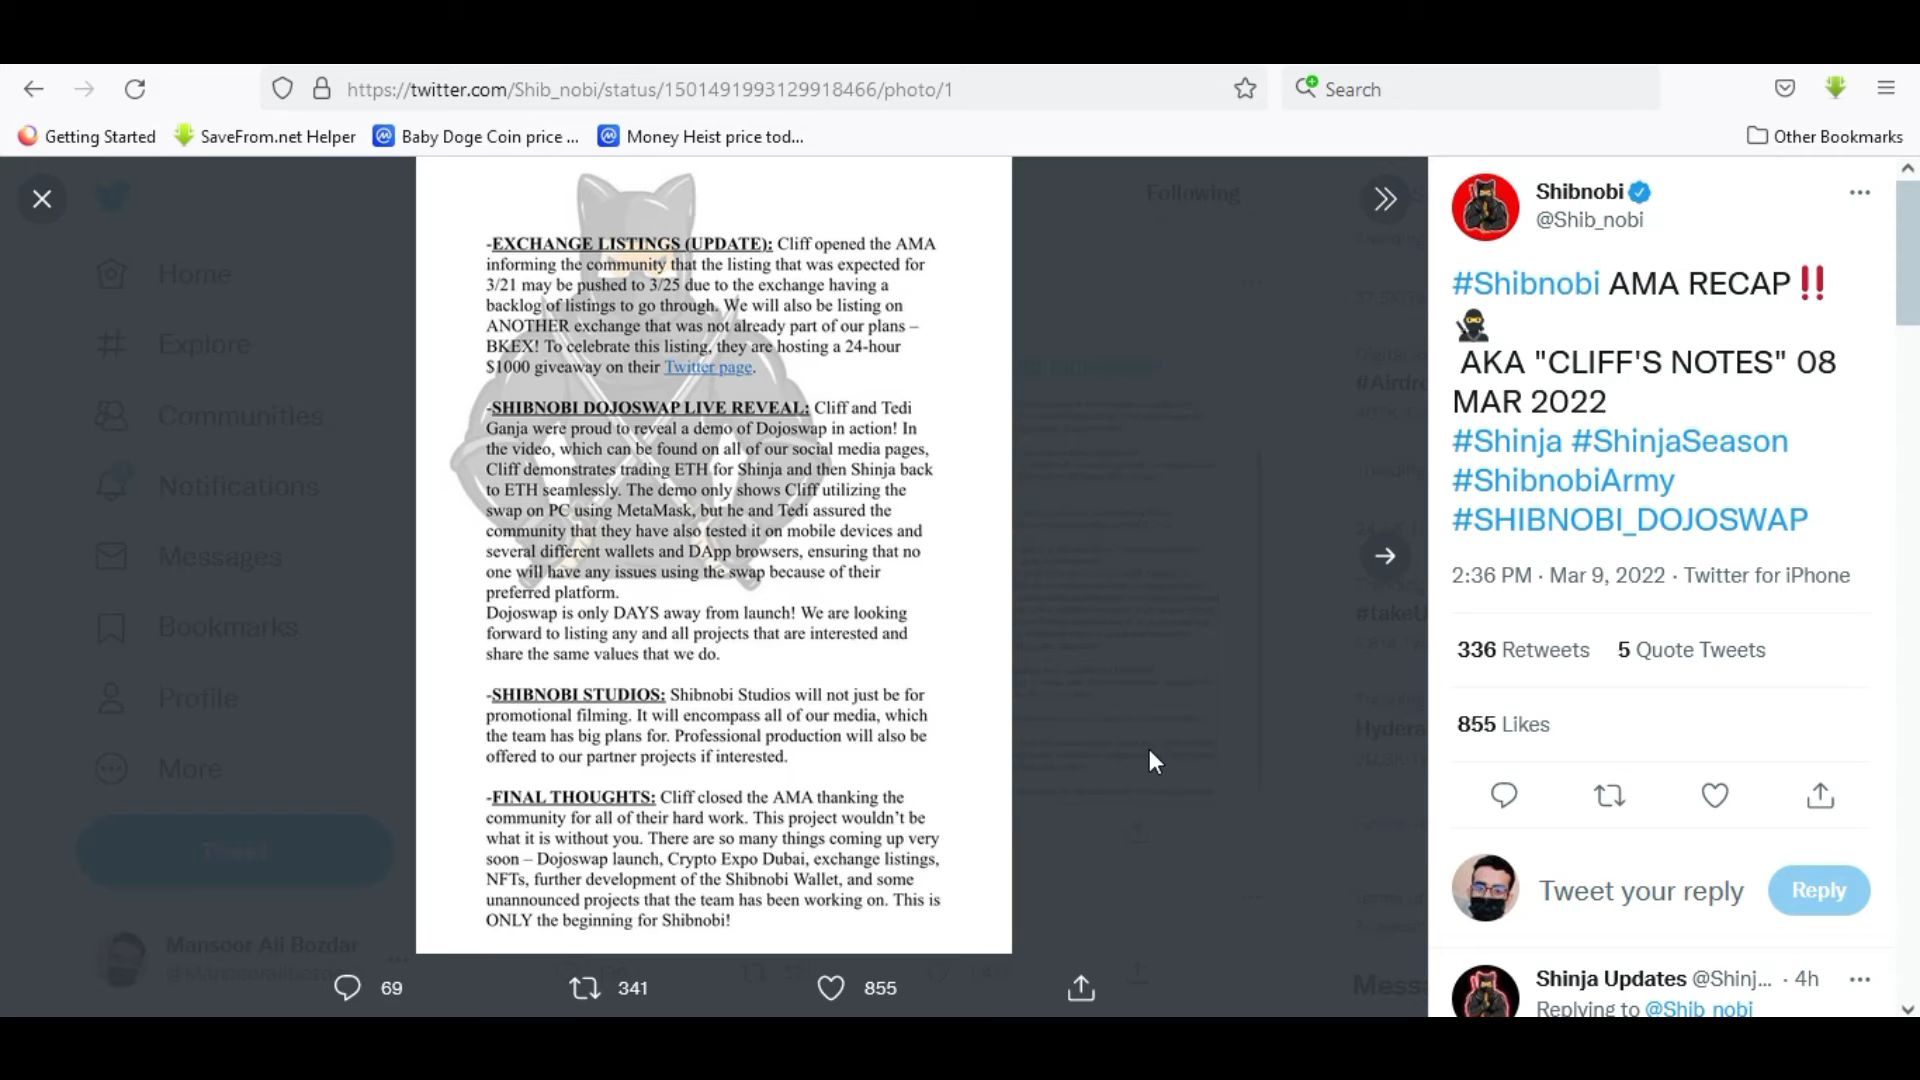 https://twitter.com/Shib_nobi/status/1501491993129918466/photo/1
Search
Getting Started
SaveFrom.net Helper
Baby Doge Coin price ...
Money Heist price tod...
Other Bookmarks
Following
Home
Explore
Communities
Notifications
Messages
Bookmarks
Profile
More
Tweet
Mansoor Ali Bozdar
-EXCHANGE LISTINGS (UPDATE): Cliff opened the AMA
informing the community that the listing that was expected for
3/21 may be pushed to 3/25 due to the exchange having a
backlog of listings to go through. We will also be listing on
ANOTHER exchange that was not already part of our plans –
BKEX! To celebrate this listing, they are hosting a 24-hour
$1000 giveaway on their Twitter page.
-SHIBNOBI DOJOSWAP LIVE REVEAL: Cliff and Tedi
Ganja were proud to reveal a demo of Dojoswap in action! In
the video, which can be found on all of our social media pages,
Cliff demonstrates trading ETH for Shinja and then Shinja back
to ETH seamlessly. The demo only shows Cliff utilizing the
swap on PC using MetaMask, but he and Tedi assured the
community that they have also tested it on mobile devices and
several different wallets and DApp browsers, ensuring that no
one will have any issues using the swap because of their
preferred platform.
Dojoswap is only DAYS away from launch! We are looking
forward to listing any and all projects that are interested and
share the same values that we do.
-SHIBNOBI STUDIOS: Shibnobi Studios will not just be for
promotional filming. It will encompass all of our media, which
the team has big plans for. Professional production will also be
offered to our partner projects if interested.
-FINAL THOUGHTS: Cliff closed the AMA thanking the
community for all of their hard work. This project wouldn't be
what it is without you. There are so many things coming up very
soon – Dojoswap launch, Crypto Expo Dubai, exchange listings,
NFTs, further development of the Shibnobi Wallet, and some
unannounced projects that the team has been working on. This is
ONLY the beginning for Shibnobi!
69
341
855
Shibnobi
@Shib_nobi
#Shibnobi AMA RECAP‼️
🥷
AKA "CLIFF'S NOTES" 08
MAR 2022
#Shinja #ShinjaSeason
#ShibnobiArmy
#SHIBNOBI_DOJOSWAP
2:36 PM · Mar 9, 2022 · Twitter for iPhone
336 Retweets 5 Quote Tweets
855 Likes
Tweet your reply
Reply
Shinja Updates @Shinj... · 4h
Replying to @Shib_nobi